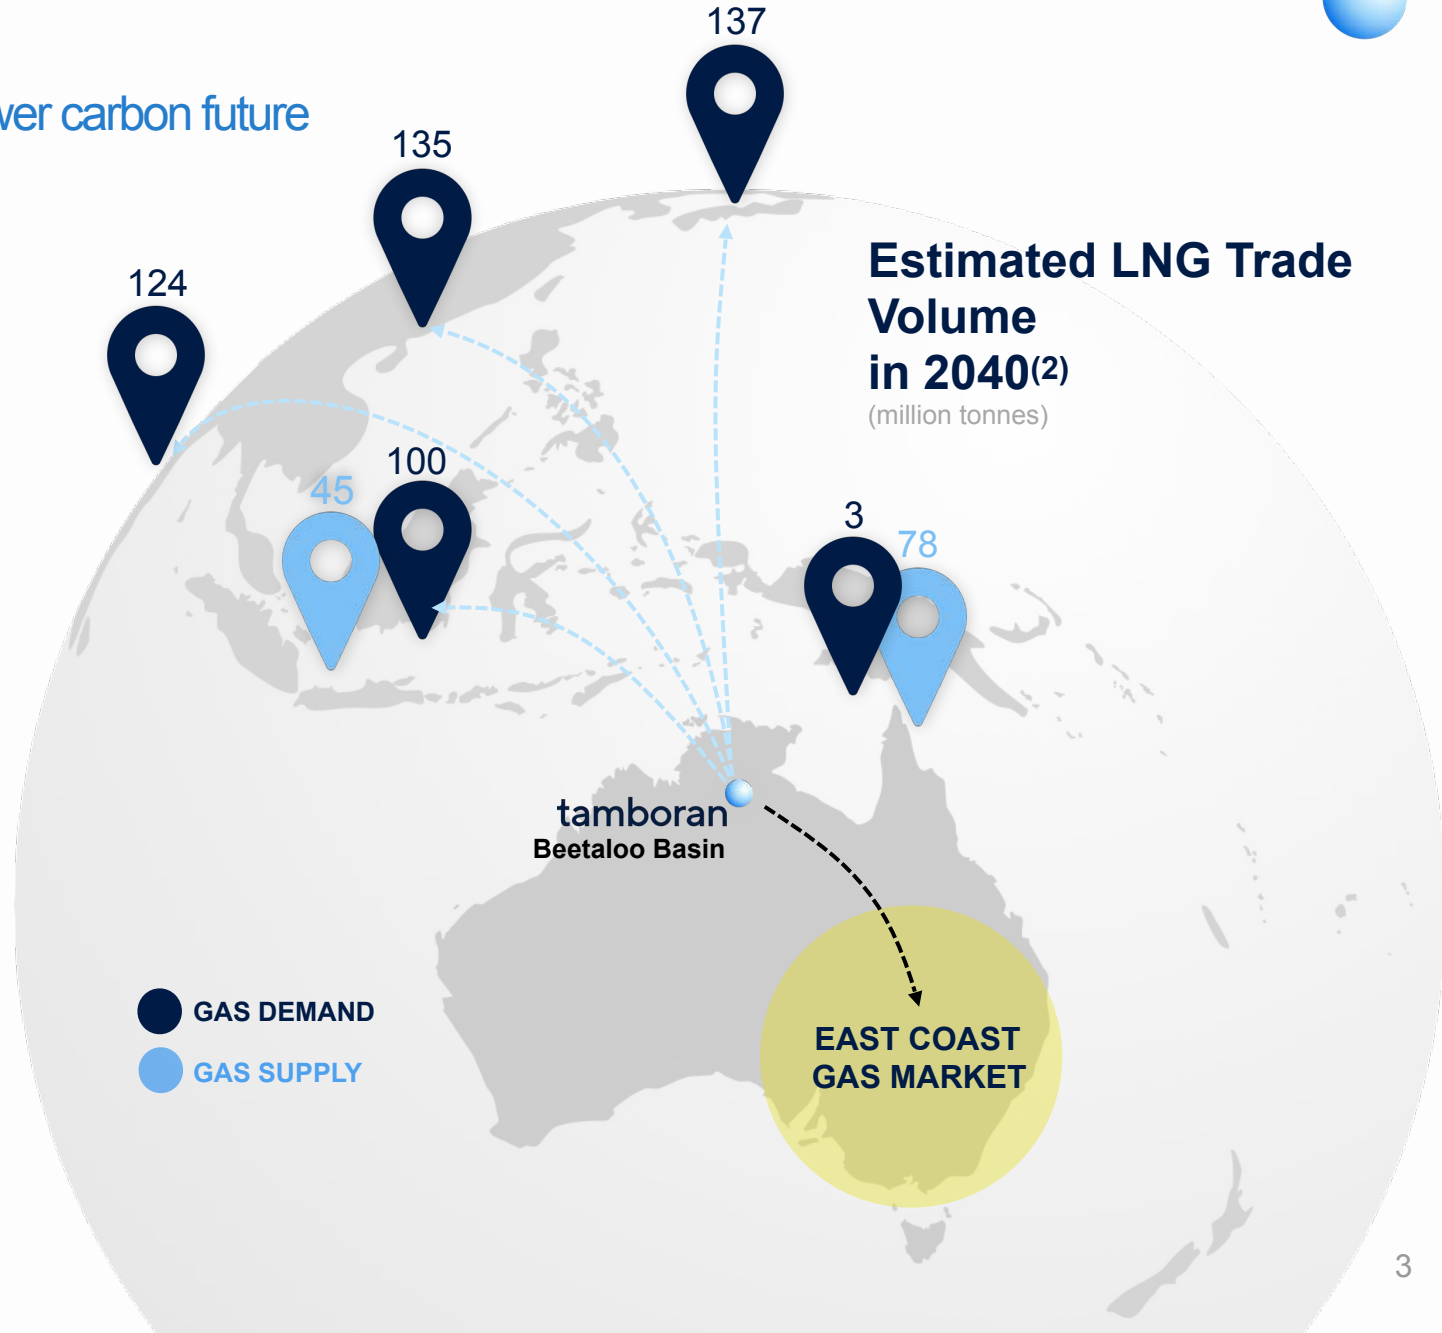 137
carbon future
135
Estimated LNG Trade
Volume
in 2040(2)
(million tonnes)
124
100
45
3
78
tamboran
Beetaloo Basin
GAS DEMAND
GAS SUPPLY
EAST COAST
GAS MARKET
3